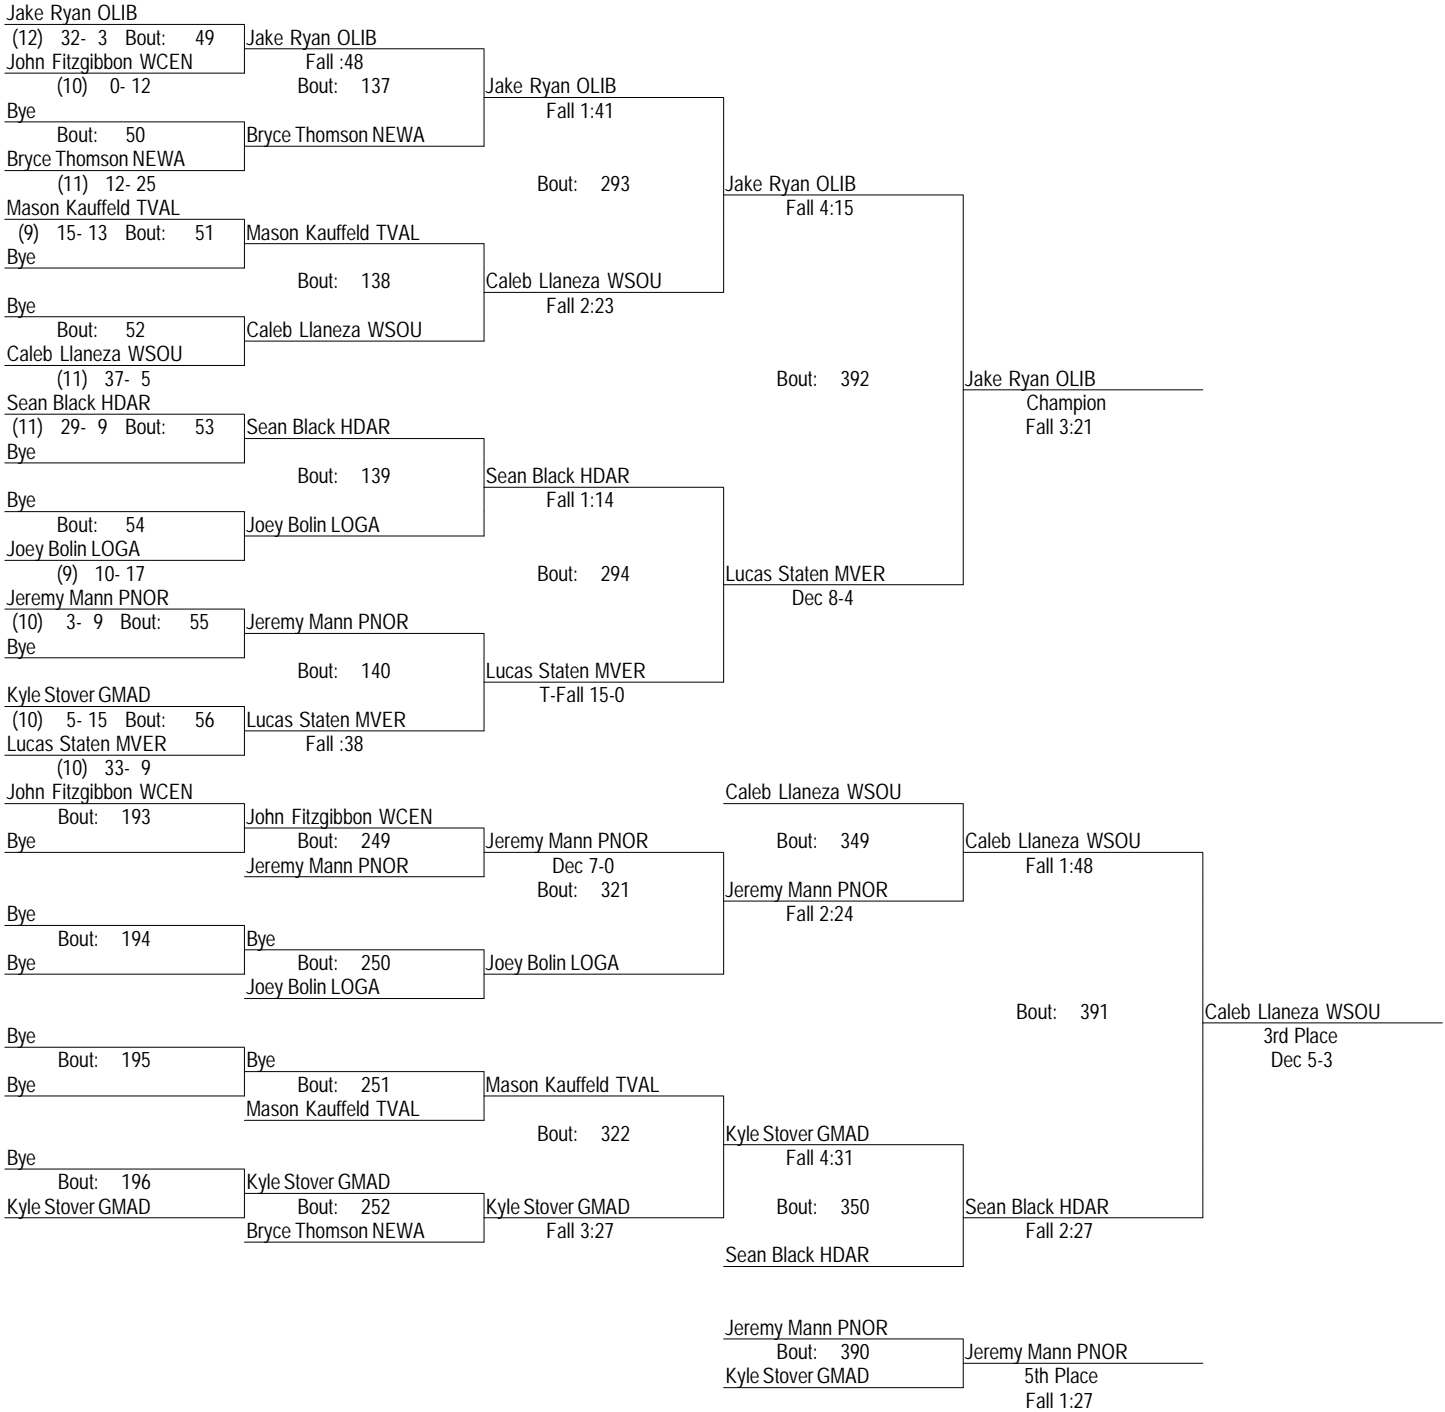 Jake Ryan OLIB
(12) 32- 3 Bout: 49 Jake Ryan OLIB
John Fitzgibbon WCEN Fall :48
(10) 0- 12 Bout: 137 Jake Ryan OLIB
Bye Fall 1:41
Bout: 50 Bryce Thomson NEWA
Bryce Thomson NEWA
(11) 12- 25 Bout: 293 Jake Ryan OLIB
Mason Kauffeld TVAL Fall 4:15
(9) 15- 13 Bout: 51 Mason Kauffeld TVAL
Bye
Bout: 138 Caleb Llaneza WSOU
Bye Fall 2:23
Bout: 52 Caleb Llaneza WSOU
Caleb Llaneza WSOU
(11) 37- 5 Bout: 392 Jake Ryan OLIB
Sean Black HDAR Champion
(11) 29- 9 Bout: 53 Sean Black HDAR Fall 3:21
Bye
Bout: 139 Sean Black HDAR
Bye Fall 1:14
Bout: 54 Joey Bolin LOGA
Joey Bolin LOGA
(9) 10- 17 Bout: 294 Lucas Staten MVER
Jeremy Mann PNOR Dec 8-4
(10) 3- 9 Bout: 55 Jeremy Mann PNOR
Bye
Bout: 140 Lucas Staten MVER
Kyle Stover GMAD T-Fall 15-0
(10) 5- 15 Bout: 56 Lucas Staten MVER
Lucas Staten MVER Fall :38
(10) 33- 9
John Fitzgibbon WCEN Caleb Llaneza WSOU
Bout: 193 John Fitzgibbon WCEN
Bye Bout: 249 Jeremy Mann PNOR Bout: 349 Caleb Llaneza WSOU
Jeremy Mann PNOR Dec 7-0 Fall 1:48
Bout: 321 Jeremy Mann PNOR
Bye Fall 2:24
Bout: 194 Bye
Bye Bout: 250 Joey Bolin LOGA
Joey Bolin LOGA
Bout: 391 Caleb Llaneza WSOU
Bye 3rd Place
Bout: 195 Bye Dec 5-3
Bye Bout: 251 Mason Kauffeld TVAL
Mason Kauffeld TVAL
Bout: 322 Kyle Stover GMAD
Bye Fall 4:31
Bout: 196 Kyle Stover GMAD
Kyle Stover GMAD Bout: 252 Kyle Stover GMAD Bout: 350 Sean Black HDAR
Bryce Thomson NEWA Fall 3:27 Fall 2:27
Sean Black HDAR
Jeremy Mann PNOR
Bout: 390 Jeremy Mann PNOR
Kyle Stover GMAD 5th Place
Fall 1:27